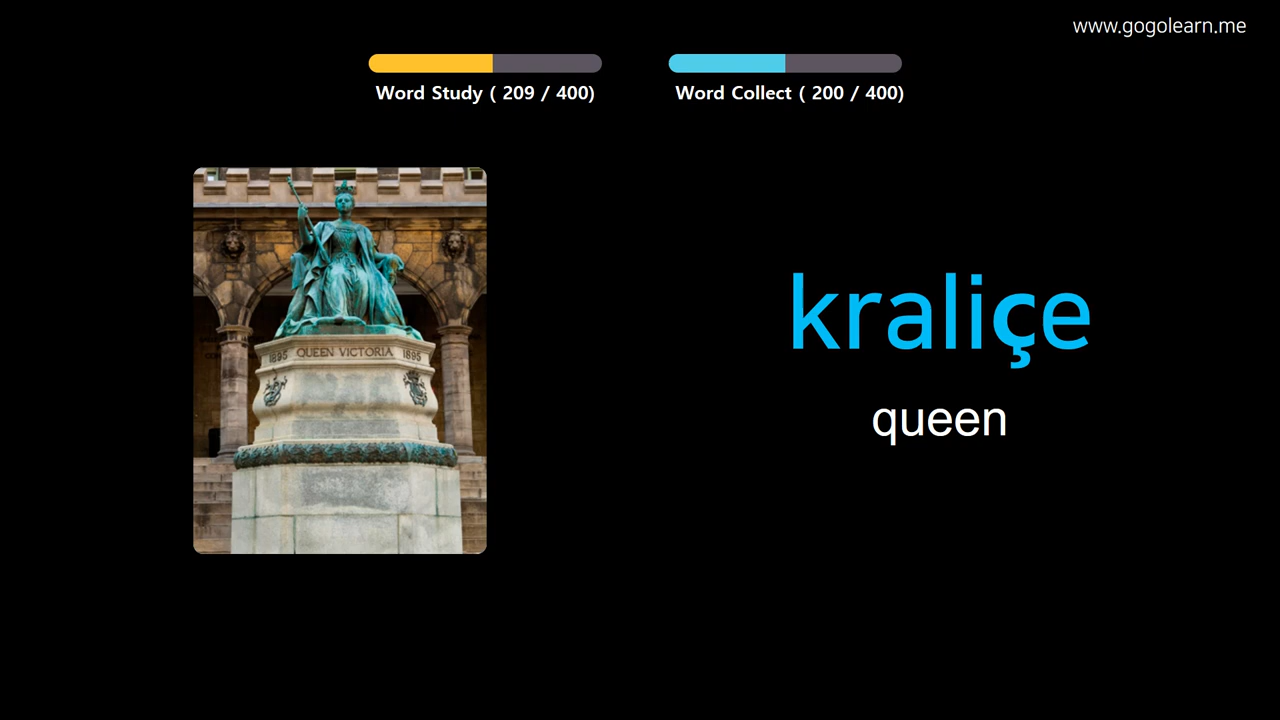 www.gogolearn.me
Word Study ( 209 / 400)
Word Collect ( 200 / 400)
1895 QUEEN VICTORIA 1895
kraliçe
queen